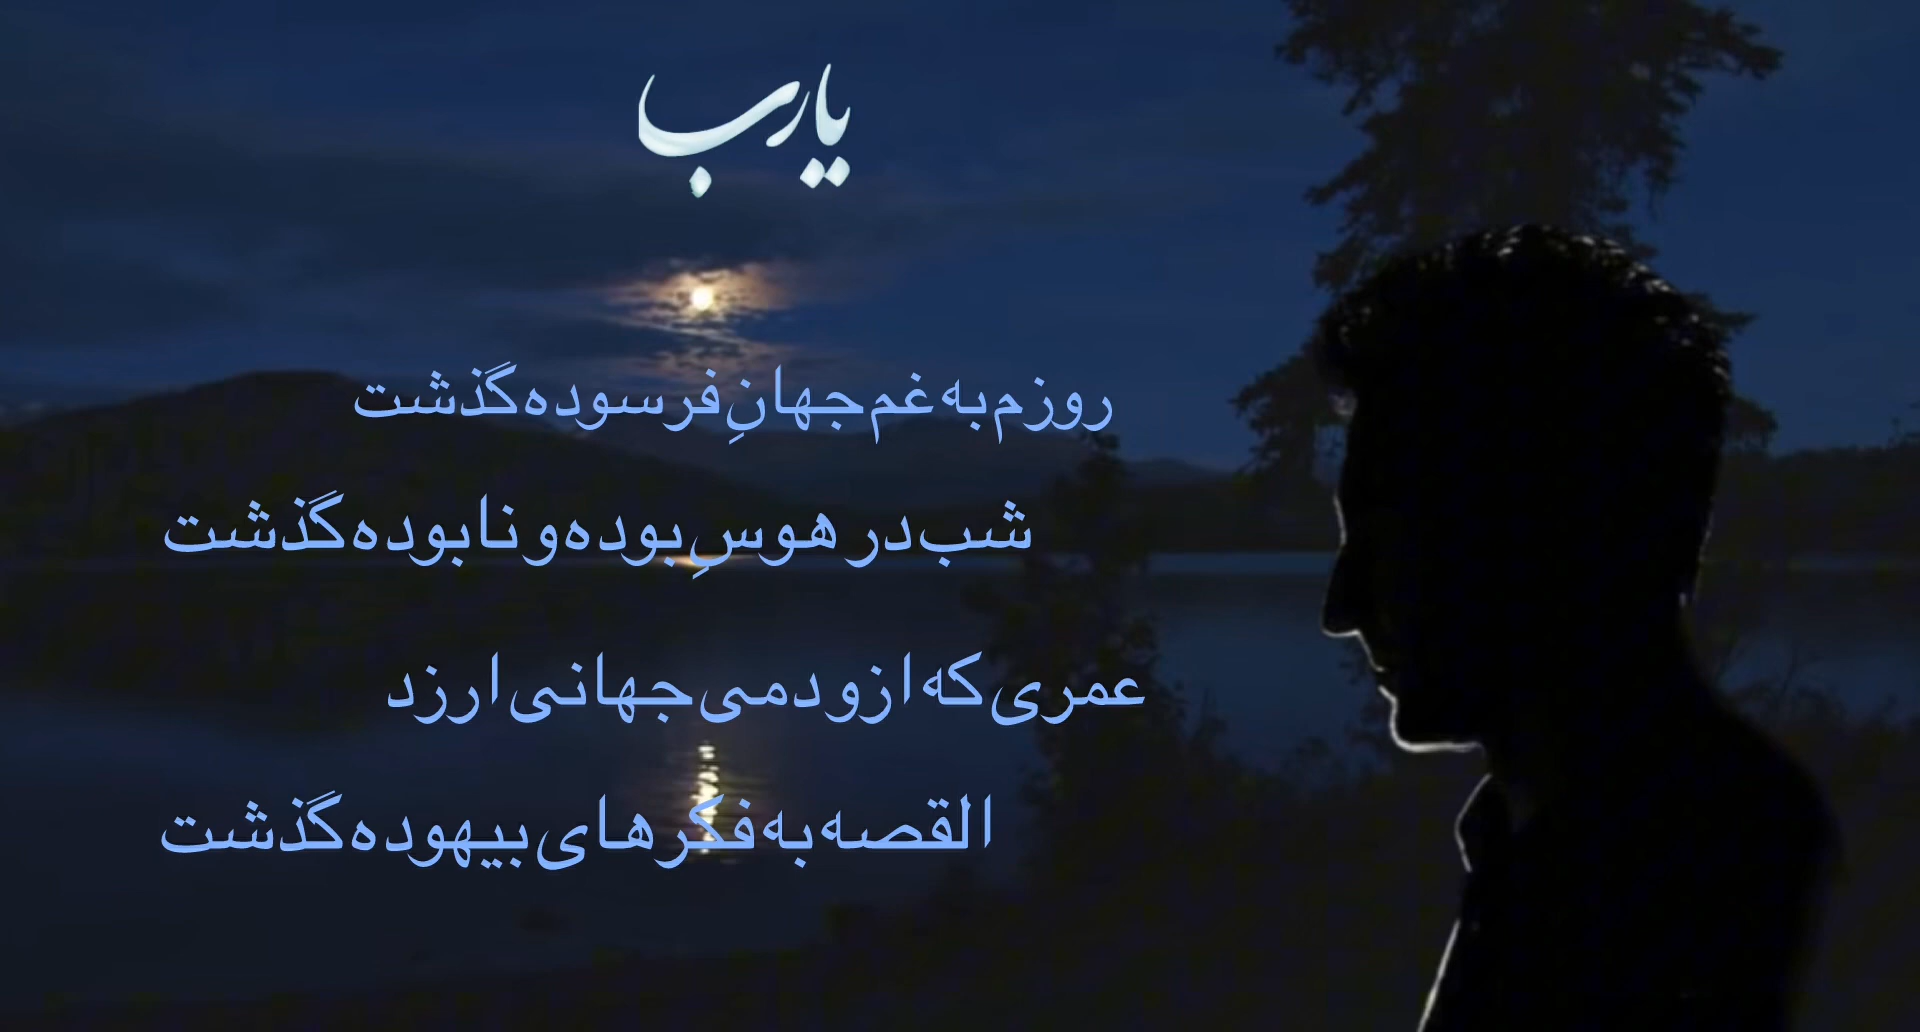 یارب
روزم به غم جهانِ فرسوده گذشت
شب در هوسِ بوده و نابوده گذشت
عمری که ازو دمی جهانی ارزد
القصه به فکرهای بیهوده گذشت